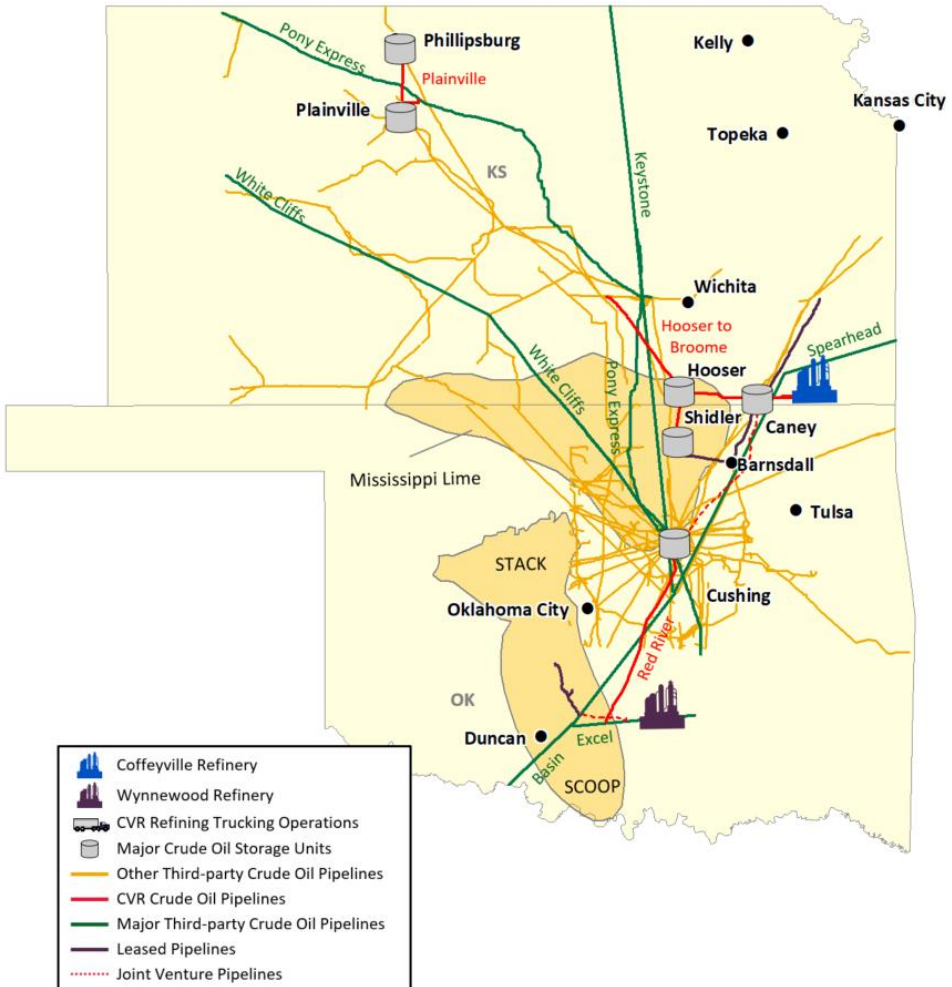 Phillipsburg
Kelly
Pony Express
Plainville
Kansas City
Plainville
Topeka
KS
Keystone
White Cliffs
Wichita
Hooser to
Broome
Spearhead
White Cliffs
Pony Express
Hooser
Shidler
Caney
Mississippi Lime
Barnsdall
Tulsa
STACK
Cushing
Oklahoma City
Red River
OK
Duncan
Excel
Basin
SCOOP
Coffeyville Refinery
Wynnewood Refinery
CVR Refining Trucking Operations
Major Crude Oil Storage Units
Other Third-party Crude Oil Pipelines
CVR Crude Oil Pipelines
Major Third-party Crude Oil Pipelines
Leased Pipelines
Joint Venture Pipelines